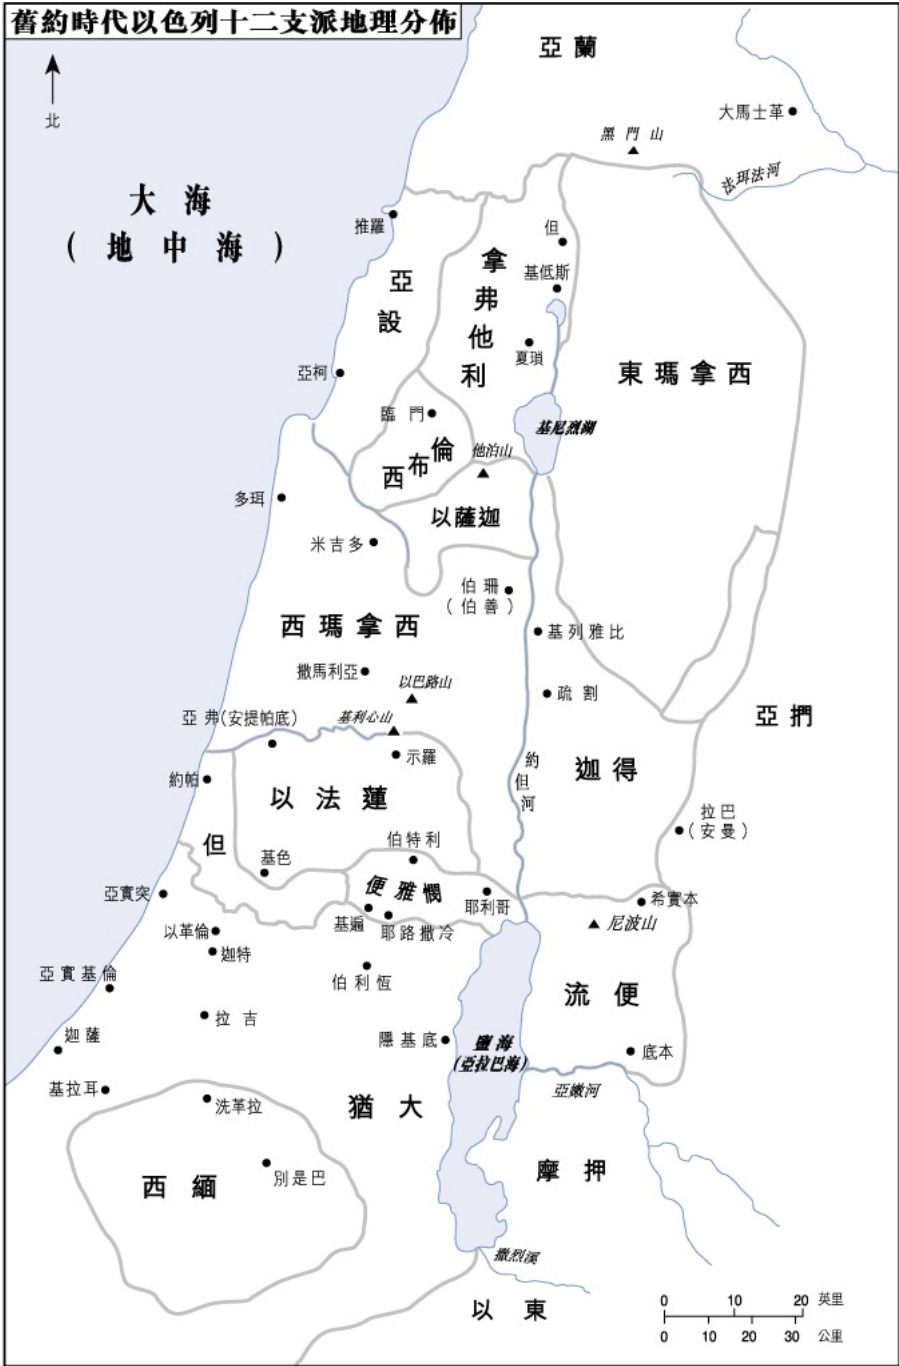 舊約時代以色列十二支派地理分佈
北
亞蘭
大馬士革
黑門山
法珥法河
大海
(地中海)
推羅
但
拿弗他利
基低斯
亞設
夏瑣
東瑪拿西
亞柯
臨門
基尼烈湖
西布倫
他泊山
多珥
以薩迦
米吉多
伯珊
(伯善)
西瑪拿西
基列雅比
撒馬利亞
以巴路山
疏割
亞弗(安提帕底)
基利心山
亞捫
示羅
約但河
約帕
以法蓮
迦得
拉巴
(安曼)
但
伯特利
基色
便雅憫
亞實突
耶利哥
希實本
基遍
耶路撒冷
尼波山
以革倫
迦特
亞實基倫
伯利恆
流便
拉吉
迦薩
隱基底
鹽海
(亞拉巴海)
底本
基拉耳
洗革拉
猶大
亞嫩河
西緬
別是巴
摩押
撒烈溪
以東
0 10 20 英里
0 10 20 30 公里